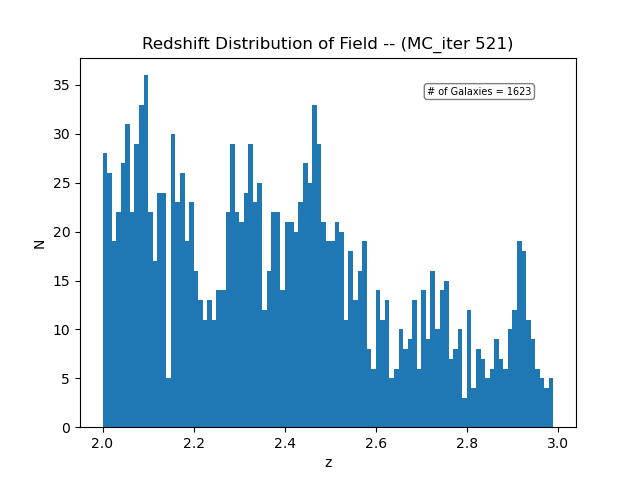 Redshift Distribution of Field -- (MC_iter 521)
# of Galaxies = 1623
35
30
25
20
15
10
5
0
N
2.0 2.2 2.4 2.6 2.8 3.0
z